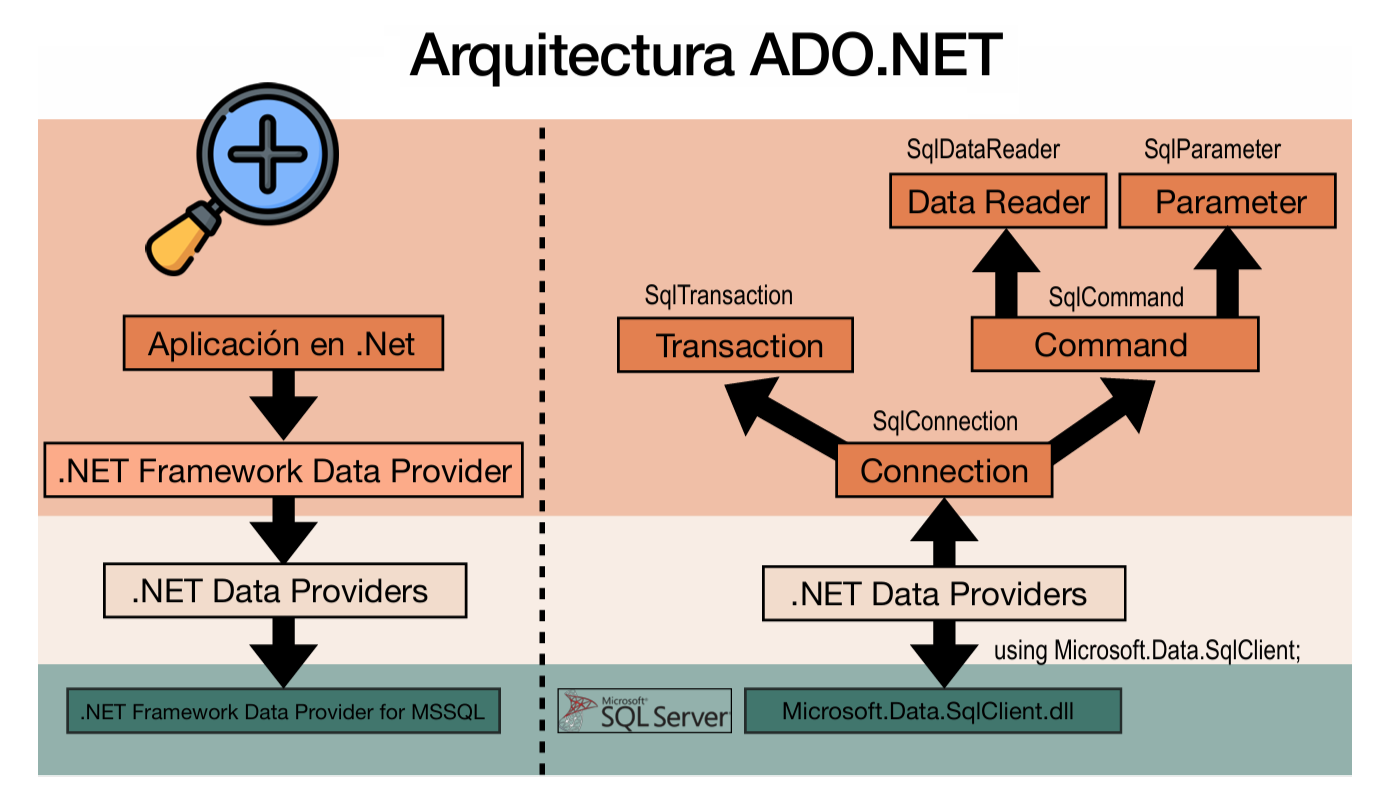 Arquitectura ADO.NET
Aplicación en .Net
.NET Framework Data Provider
.NET Data Providers
.NET Framework Data Provider for MSSQL
SqlDataReader
Data Reader
SqlParameter
Parameter
SqlTransaction
Transaction
SqlCommand
Command
SqlConnection
Connection
.NET Data Providers
using Microsoft.Data.SqlClient;
Microsoft®
SQL Server
Microsoft.Data.SqlClient.dll